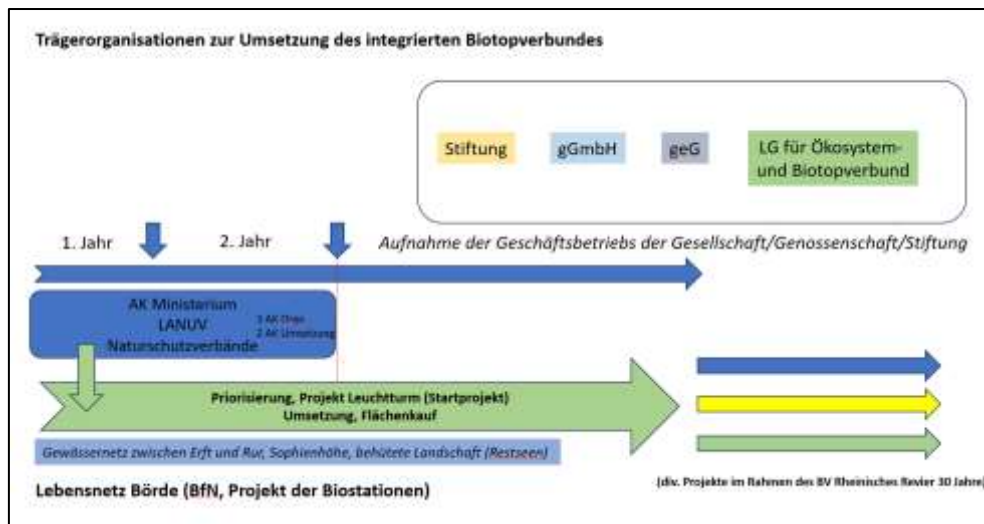 Trägerorganisationen zur Umsetzung des integrierten Biotopverbundes
Stiftung
gGmbH
geG
LG für Ökosystem-
und Biotopverbund
1. Jahr
2. Jahr
Aufnahme der Geschäftsbetriebs der Gesellschaft/Genossenschaft/Stiftung
AK Ministerium
LANUV
Naturschutzverbände
AK
2 AK Umsetzung
Priorisierung, Projekt Leuchtturm (Startprojekt)
Umsetzung, Flächenkauf
Gewässernetz zwischen Erft und Rur, Sophienhöhe, behütete Landschaft (Restseen)
Lebensnetz Börde (BfN, Projekt der Biostationen)
(div. Projekte im Rahmen des BV Rheinisches Revier 30 Jahre)